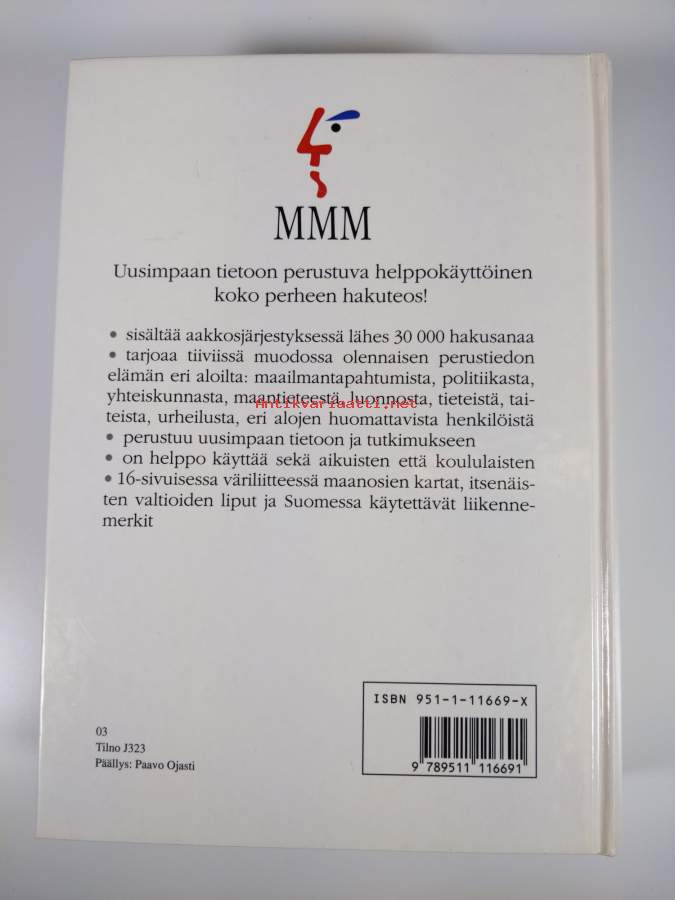 MMM
Uusimpaan tietoon perustuva helppokäyttöinen
koko perheen hakuteos!
• sisältää aakkosjärjestyksessä lähes 30 000 hakusanaa
• tarjoaa tiiviissä muodossa olennaisen perustiedon
elämän eri aloilta: maailmantapahtumista, politiikasta,
yhteiskunnasta, maantieteestä, luonnosta, tieteistä, tai-
Antikvariaatti.net
teista, urheilusta, eri alojen huomattavista henkilöistä
• perustuu uusimpaan tietoon ja tutkimukseen
• on helppo käyttää sekä aikuisten että koululaisten
• 16-sivuisessa väriliitteessä maanosien kartat, itsenäis-
ten valtioiden liput ja Suomessa käytettävät liikenne-
merkit
ISBN 951-1-11669-X
9 789511 116691
03
Tilno J323
Päällys: Paavo Ojasti